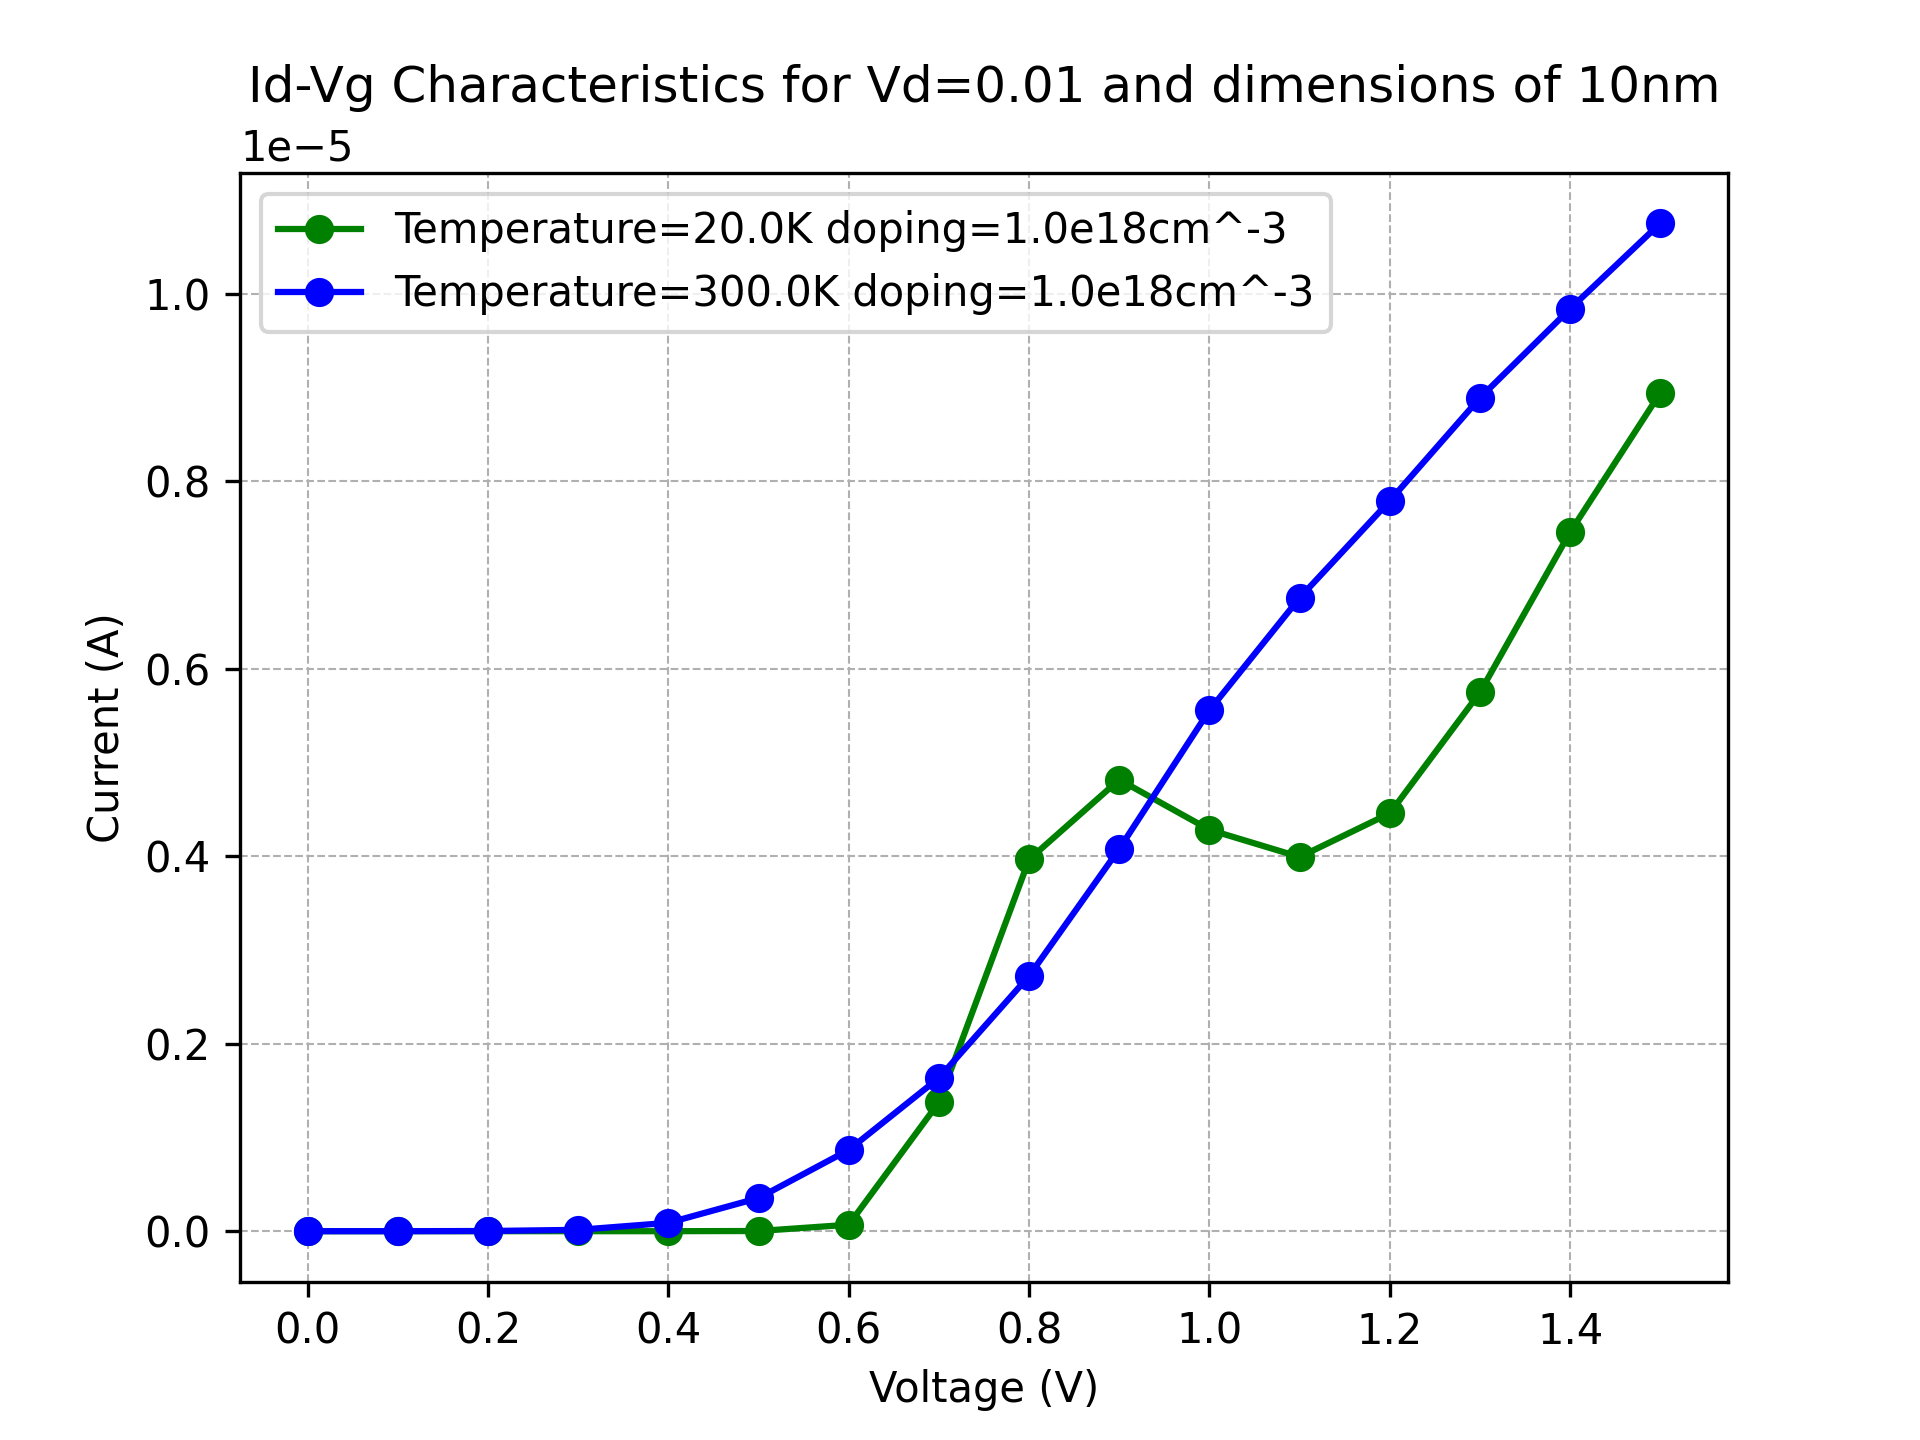 Id-Vg Characteristics for Vd=0.01 and dimensions of 10nm
1e−5
Temperature=20.0K doping=1.0e18cm^-3
Temperature=300.0K doping=1.0e18cm^-3
1.0
0.8
0.6
0.4
0.2
0.0
Current (A)
0.0 0.2 0.4 0.6 0.8 1.0 1.2 1.4
Voltage (V)